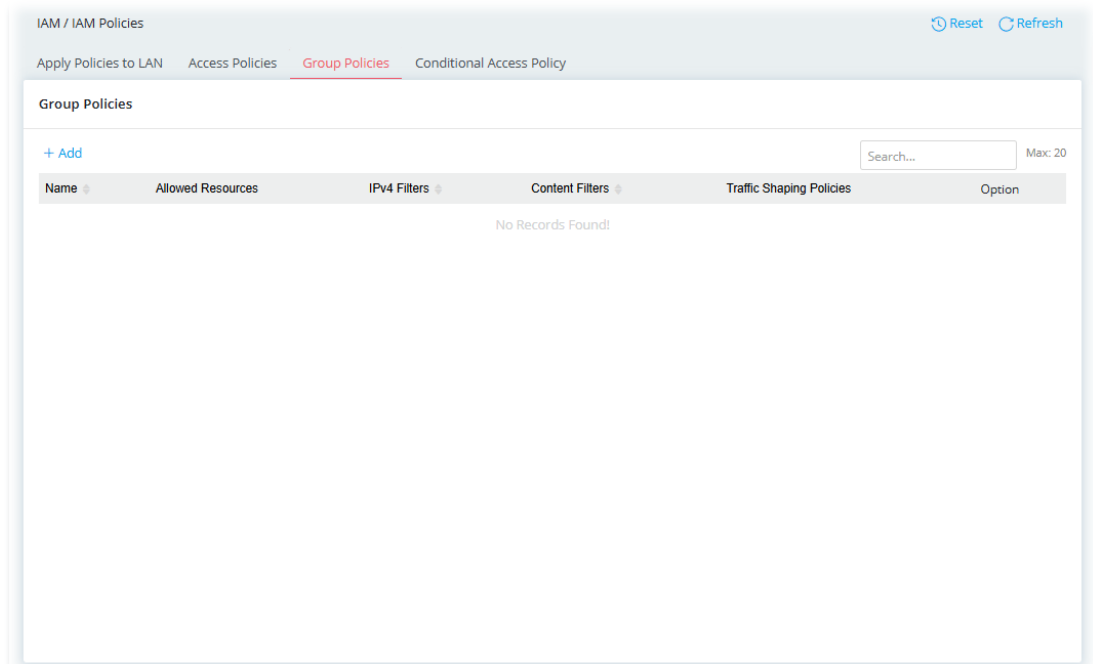 IAM / IAM Policies Reset Refresh
Apply Policies to LAN Access Policies Group Policies Conditional Access Policy
Group Policies
+ Add Search... Max: 20
Name Allowed Resources IPv4 Filters Content Filters Traffic Shaping Policies Option
No Records Found!